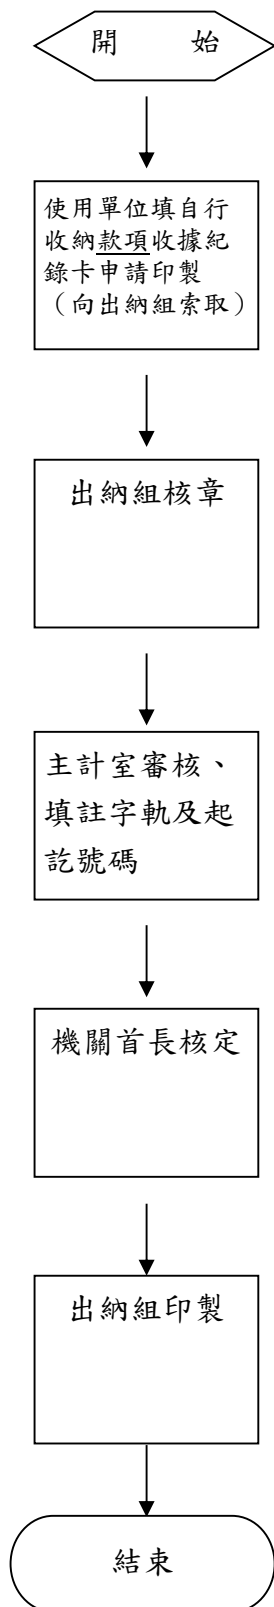 開　　始
使用單位填自行
收納款項收據紀
錄卡申請印製
（向出納組索取）
出納組核章
主計室審核、
填註字軌及起
訖號碼
機關首長核定
出納組印製
結束